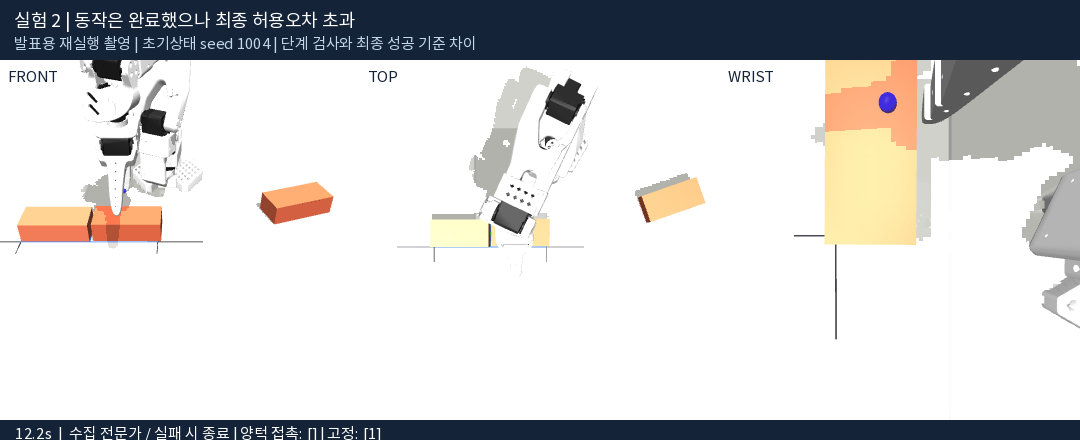 실험 2 | 동작은 완료했으나 최종 허용오차 초과
발표용 재실행 촬영 | 초기상태 seed 1004 | 단계 검사와 최종 성공 기준 차이
FRONT
TOP
WRIST
12.2s | 수집 전문가 / 실패 시 종료 | 양턱 접촉: [] | 고정: [1]